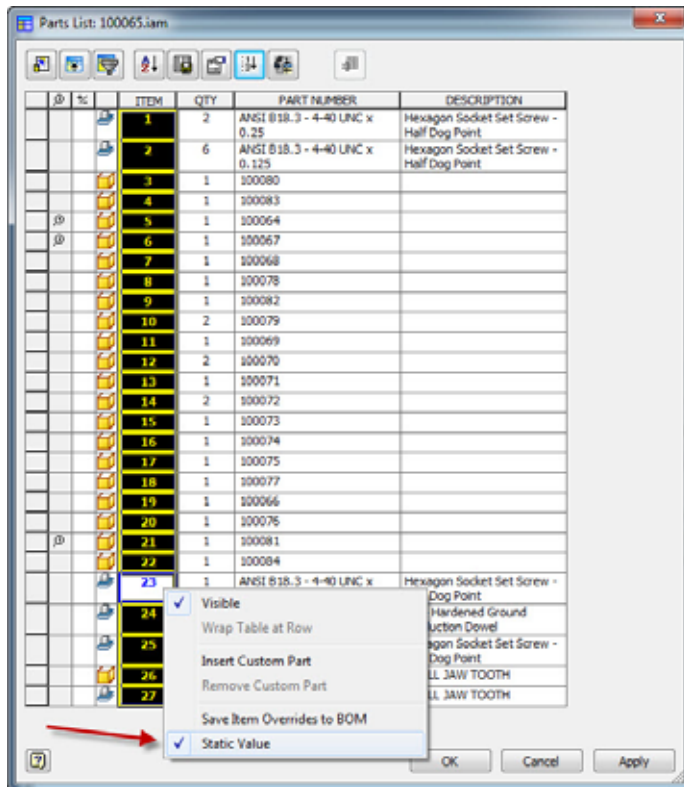 Parts List: 100065.iam
ITEM QTY PART NUMBER DESCRIPTION
1 2 ANSI B18.3 - 4-40 UNC x Hexagon Socket Set Screw -
0.25 Half Dog Point
2 6 ANSI B18.3 - 4-40 UNC x Hexagon Socket Set Screw -
0.125 Half Dog Point
3 1 100080
4 1 100083
5 1 100064
6 1 100067
7 1 100068
8 1 100078
9 1 100082
10 2 100079
11 1 100069
12 2 100070
13 1 100071
14 2 100072
15 1 100073
16 1 100074
17 1 100075
18 1 100077
19 1 100066
20 1 100076
21 1 100081
22 1 100084
23 1 ANSI B18.3 - 4-40 UNC x Hexagon Socket Set Screw -
Dog Point
24 Hardened Ground
uction Dowel
25 agon Socket Set Screw -
Dog Point
26 LL JAW TOOTH
27 LL JAW TOOTH
Visible
Wrap Table at Row
Insert Custom Part
Remove Custom Part
Save Item Overrides to BOM
Static Value
OK Cancel Apply